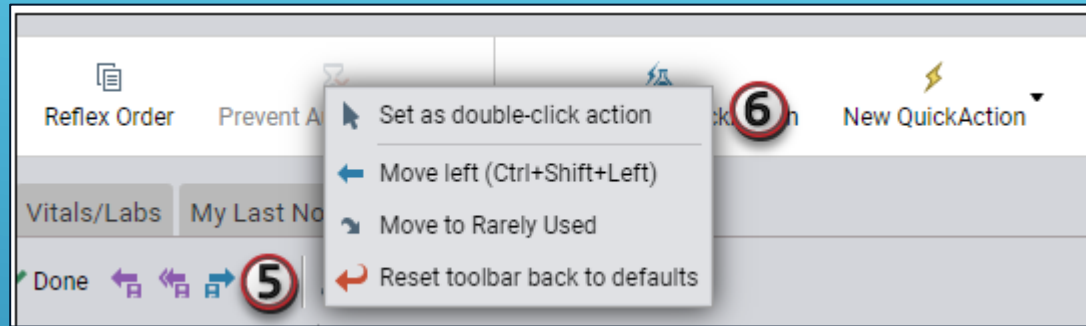 Reflex Order
Prevent A
6
New QuickAction
Set as double-click action
Move left (Ctrl+Shift+Left)
Move to Rarely Used
Reset toolbar back to defaults
Vitals/Labs
My Last No
Done
5